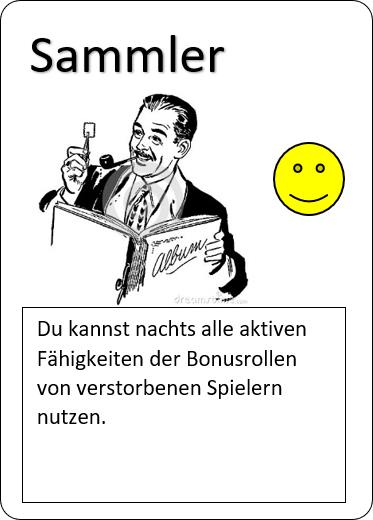 Sammler
Album
Du kannst nachts alle aktiven
Fähigkeiten der Bonusrollen
von verstorbenen Spielern
nutzen.